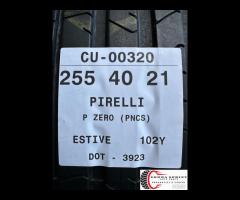 CU-00320
255 40 21
PIRELLI
P ZERO (PNCS)
ESTIVE 102Y
DOT - 3923